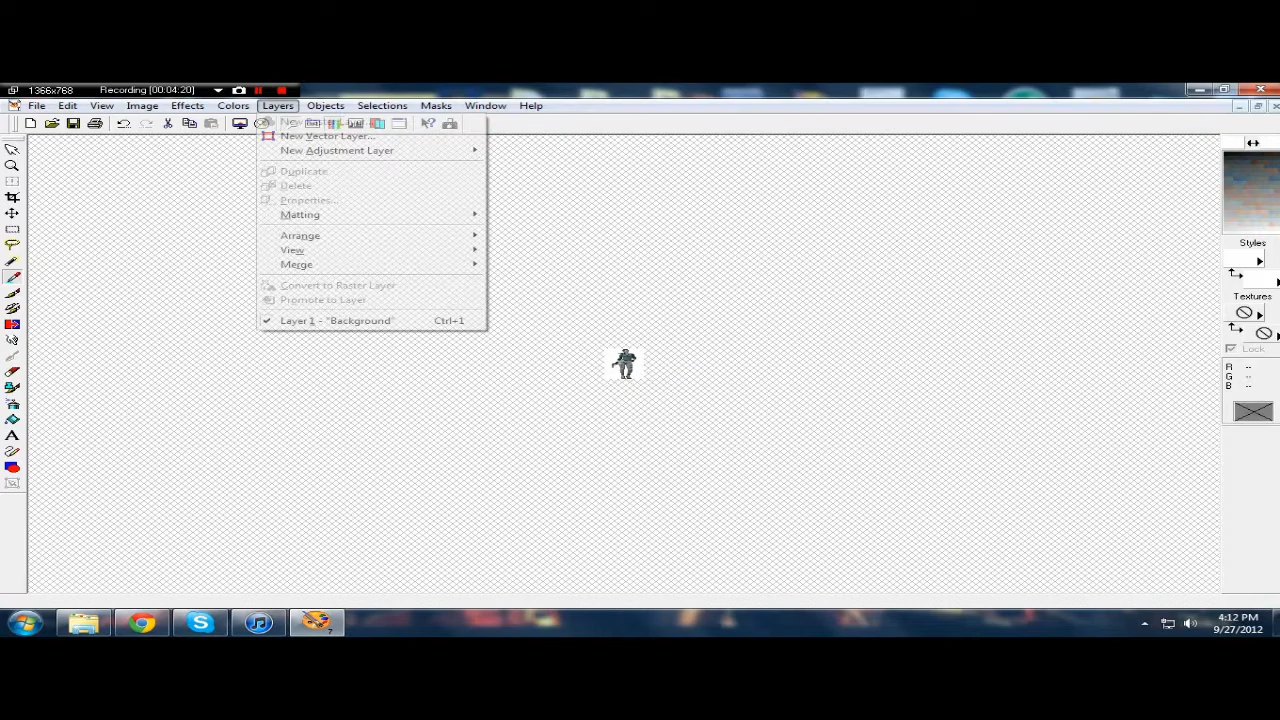 1366x768 Recording [00:04:20]
File Edit View Image Effects Colors Layers Objects Selections Masks Window Help
New Vector Layer...
New Adjustment Layer
Duplicate
Delete
Properties...
Matting
Arrange
View
Merge
Convert to Raster Layer
Promote to Layer
Layer 1 - "Background" Ctrl+1
Styles
Textures
Lock
R --
G --
B --
4:12 PM
9/27/2012